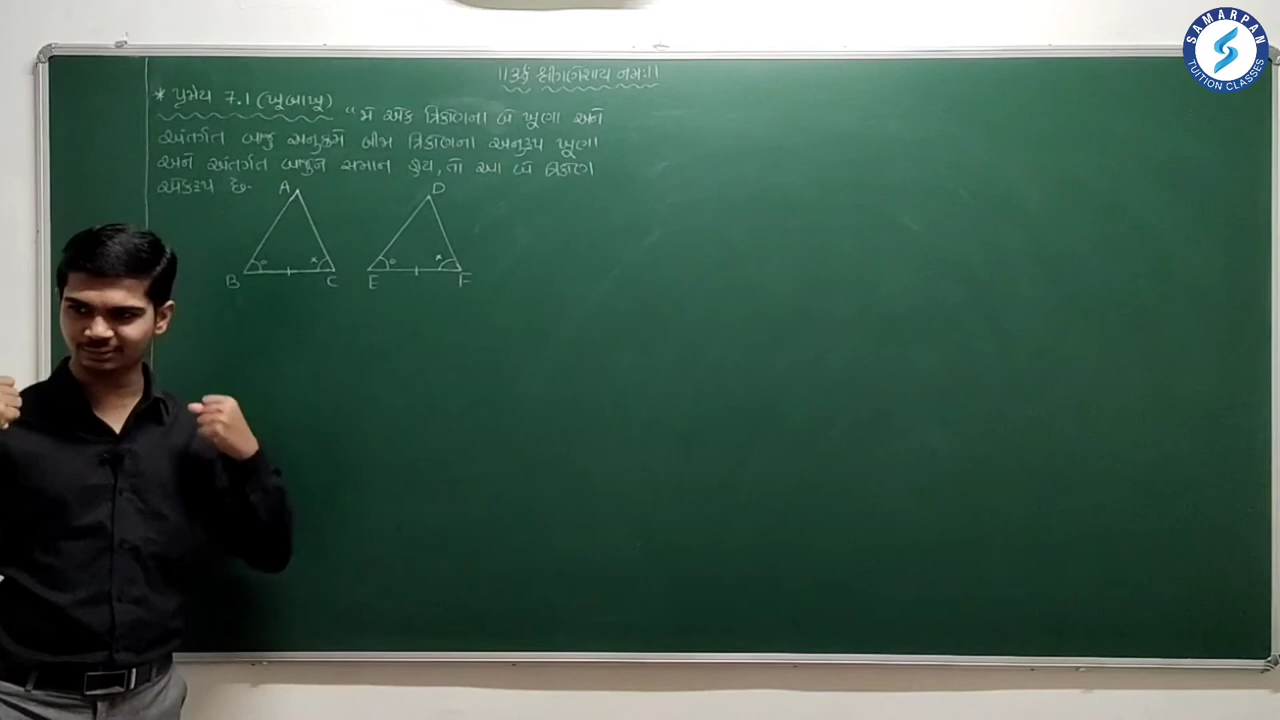 ॥ૐ શ્રી ગણેશાય નમઃ॥
* પ્રમેય 7.1 (ખૂબાખૂ)
"જો એક ત્રિકોણના બે ખૂણા અને
અંતર્ગત બાજુ અનુક્રમે બીજા ત્રિકોણના અનુરૂપ ખૂણા
અને અંતર્ગત બાજુને સમાન હોય, તો આ બે ત્રિકોણ
એકરૂપ છે.
A D
B C E F
SAMARPAN
TUITION CLASSES